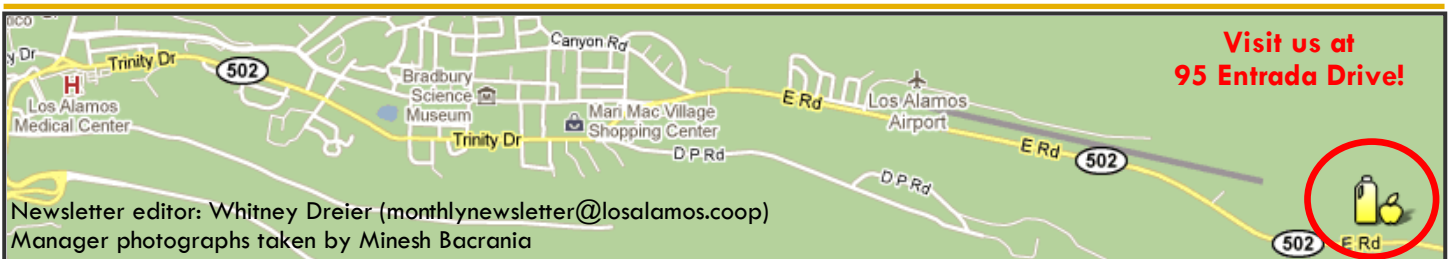 Visit us at
95 Entrada Drive!
y Dr
Trinity Dr
502
H
Los Alamos
Medical Center
Bradbury
Science
Museum
Canyon Rd
Mari Mac Village
Shopping Center
Trinity Dr
D P Rd
E Rd
Los Alamos
Airport
D P Rd
E Rd
502
502
E Rd
Newsletter editor: Whitney Dreier (monthlynewsletter@losalamos.coop)
Manager photographs taken by Minesh Bacrania